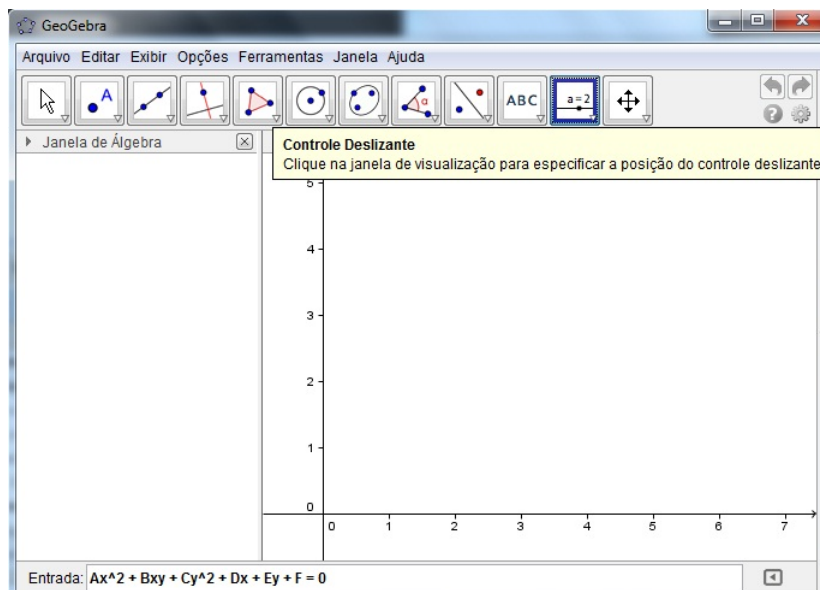 GeoGebra
Arquivo Editar Exibir Opções Ferramentas Janela Ajuda
A
α
ABC
a=2
Janela de Álgebra
Controle Deslizante
Clique na janela de visualização para especificar a posição do controle deslizante
5
4
3
2
1
0
0 1 2 3 4 5 6 7
Entrada: Ax^2 + Bxy + Cy^2 + Dx + Ey + F = 0